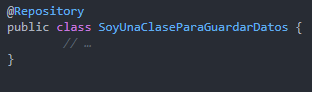 @Repository
public class SoyUnaClaseParaGuardarDatos {
        // …
}